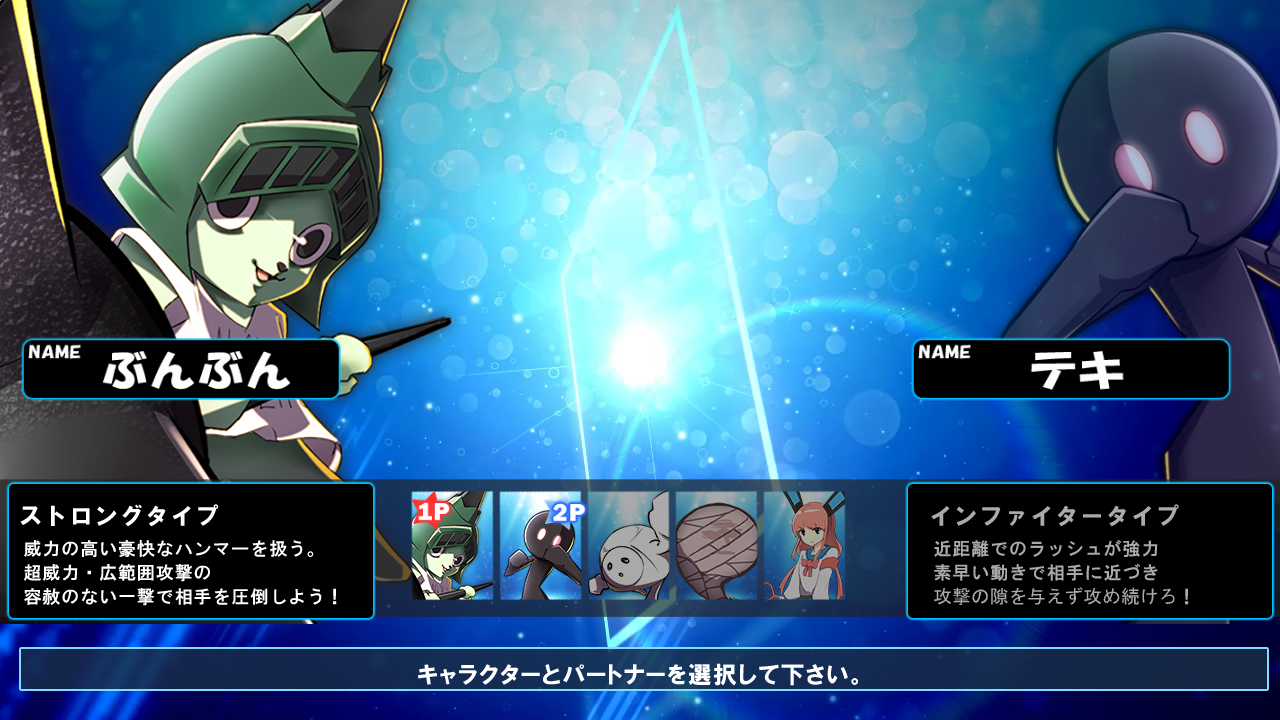 NAME
ぶんぶん
NAME
テキ
ストロングタイプ
威力の高い豪快なハンマーを扱う。
超威力・広範囲攻撃の
容赦のない一撃で相手を圧倒しよう！
1P
2P
インファイタータイプ
近距離でのラッシュが強力
素早い動きで相手に近づき
攻撃の隙を与えず攻め続けろ！
キャラクターとパートナーを選択して下さい。